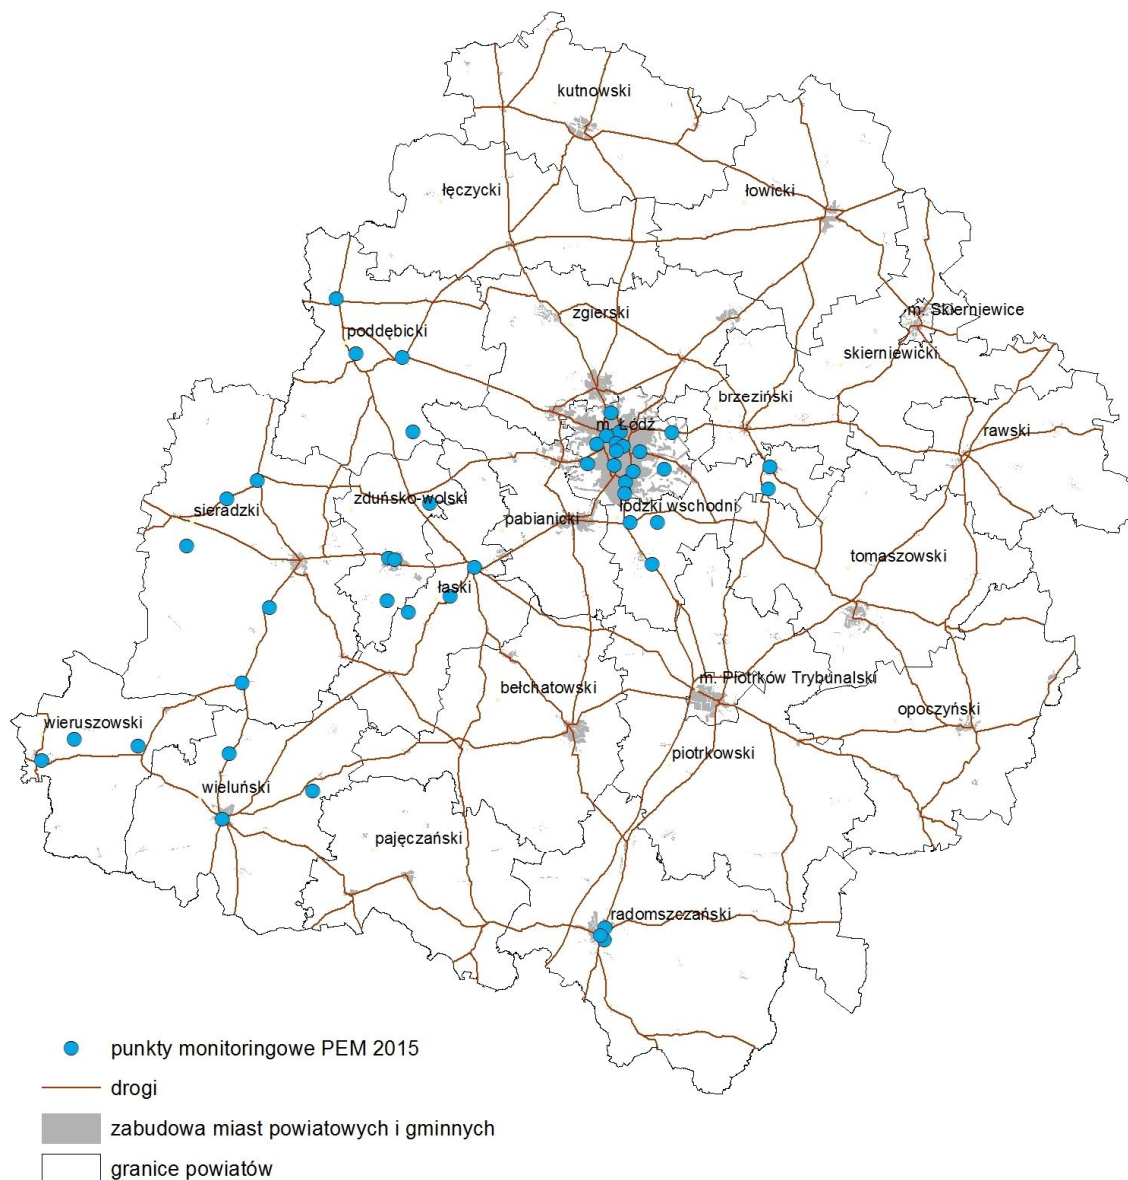 kutnowski
łęczycki
łowicki
zgierski
m. Skierniewice
poddębicki
skierniewicki
brzeziński
m. Łódź
rawski
zduńsko-wolski
sieradzki
pabianicki
łódzki wschodni
tomaszowski
łaski
m. Piotrków Trybunalski
bełchatowski
opoczyński
wieruszowski
piotrkowski
wieluński
pajęczański
radomszczański
punkty monitoringowe PEM 2015
drogi
zabudowa miast powiatowych i gminnych
granice powiatów